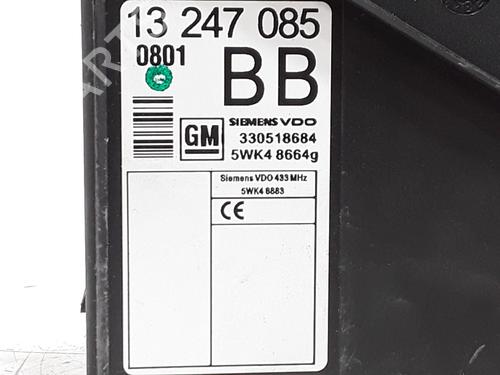 13 247 085
0801
BB
SIEMENS VDO
GM
330518684
5WK4 8664g
Siemens VDO 433 MHz
5WK4 8883
CE